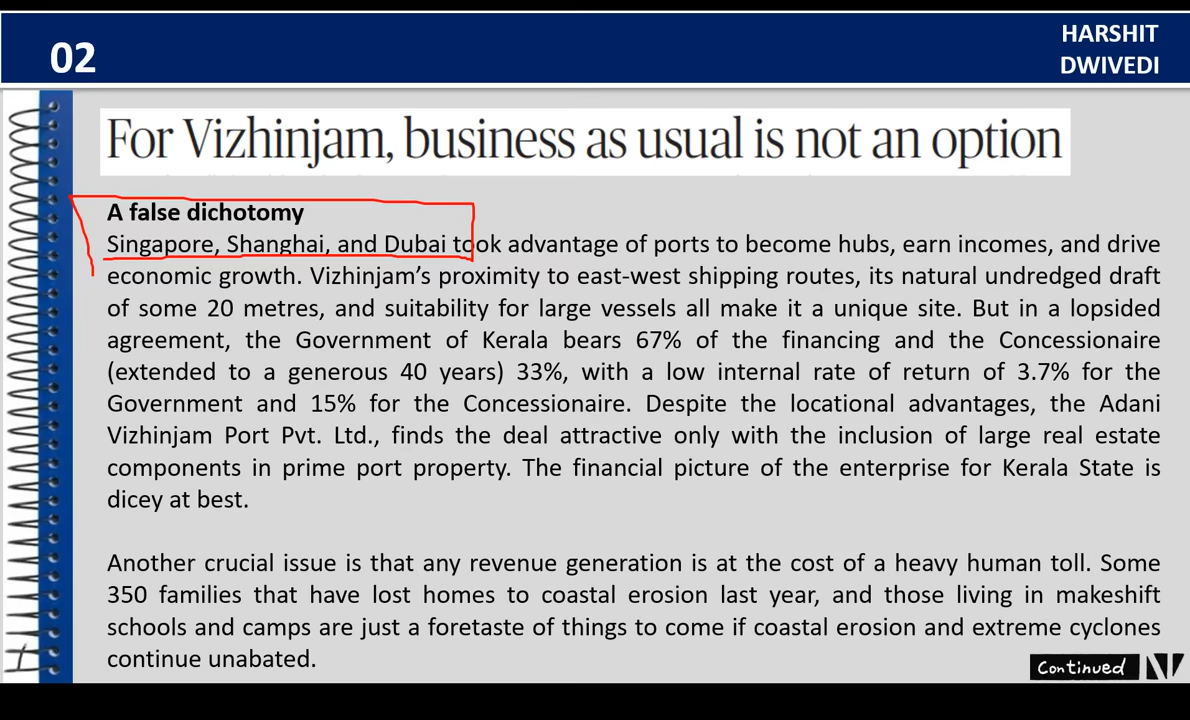 02
HARSHIT
DWIVEDI
For Vizhinjam, business as usual is not an option
A false dichotomy
Singapore, Shanghai, and Dubai took advantage of ports to become hubs, earn incomes, and drive
economic growth. Vizhinjam’s proximity to east-west shipping routes, its natural undredged draft
of some 20 metres, and suitability for large vessels all make it a unique site. But in a lopsided
agreement, the Government of Kerala bears 67% of the financing and the Concessionaire
(extended to a generous 40 years) 33%, with a low internal rate of return of 3.7% for the
Government and 15% for the Concessionaire. Despite the locational advantages, the Adani
Vizhinjam Port Pvt. Ltd., finds the deal attractive only with the inclusion of large real estate
components in prime port property. The financial picture of the enterprise for Kerala State is
dicey at best.
Another crucial issue is that any revenue generation is at the cost of a heavy human toll. Some
350 families that have lost homes to coastal erosion last year, and those living in makeshift
schools and camps are just a foretaste of things to come if coastal erosion and extreme cyclones
continue unabated.
Continued